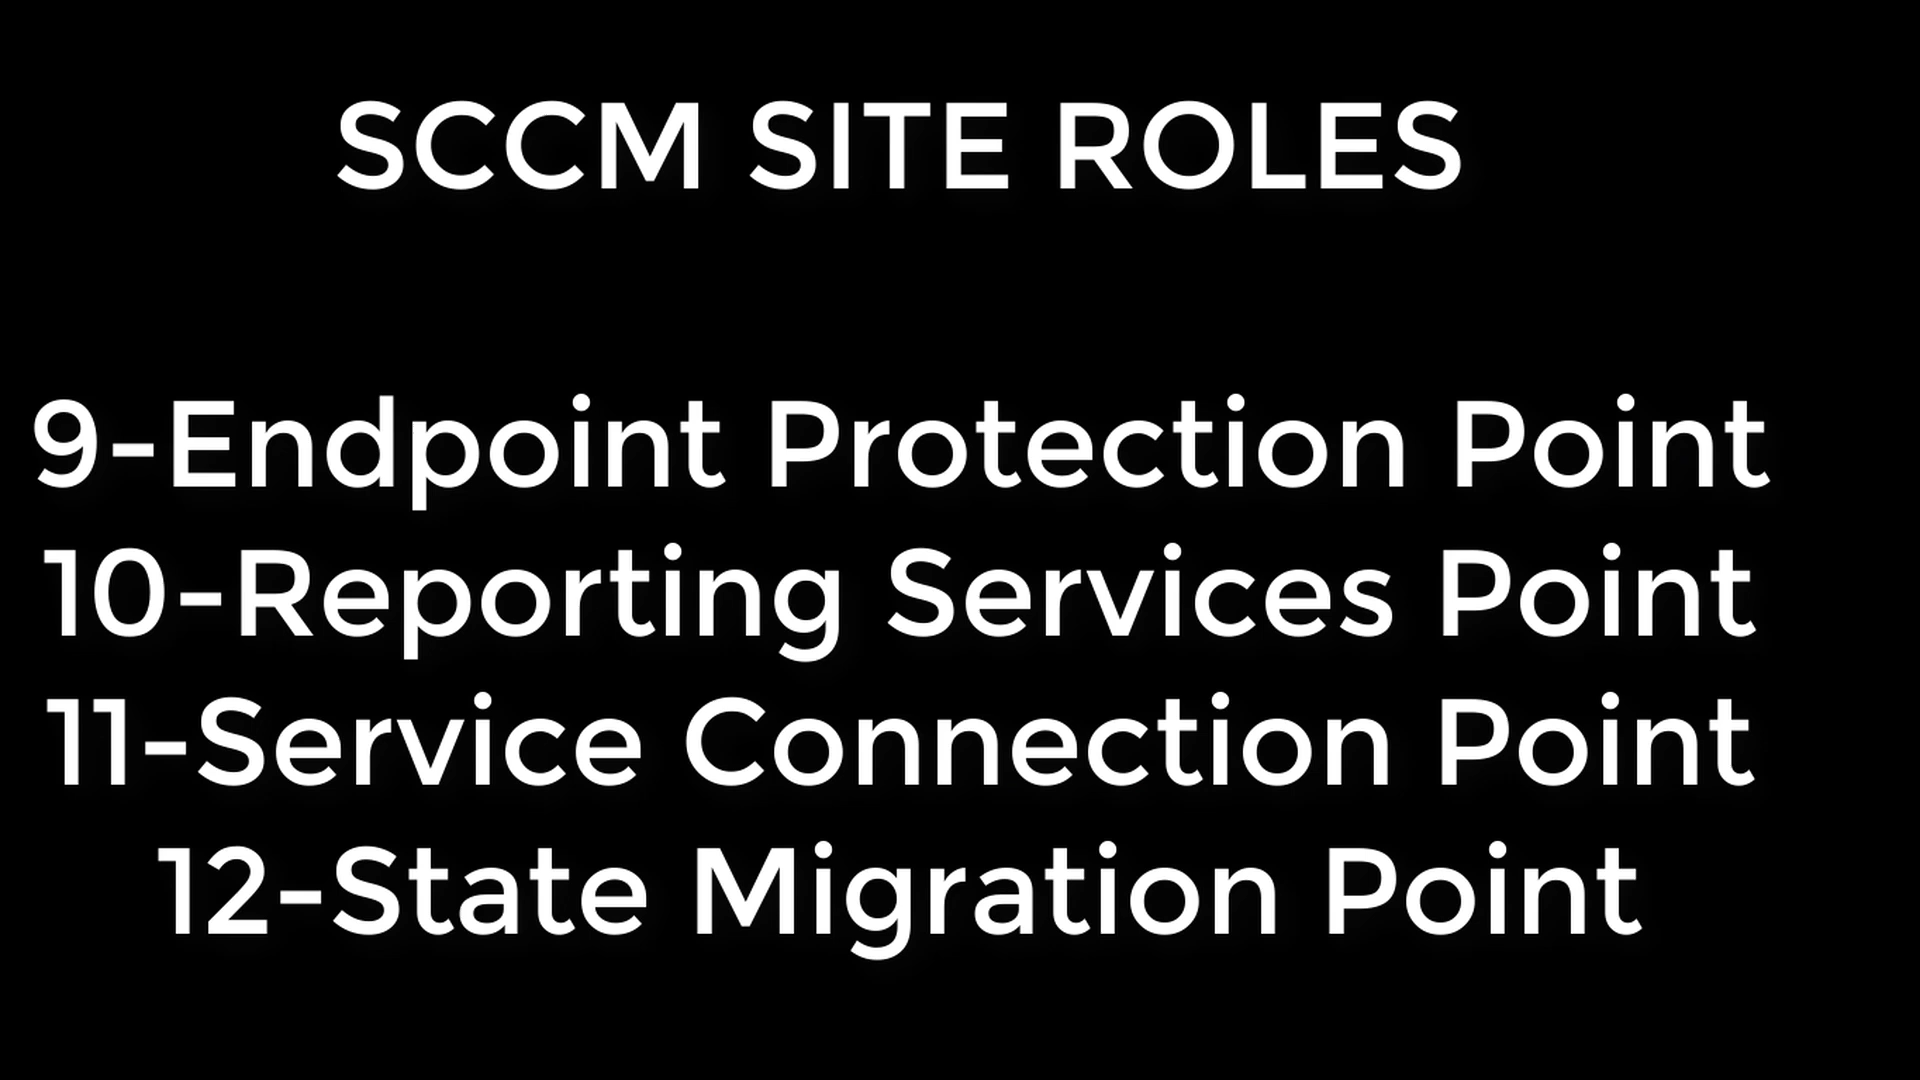 SCCM SITE ROLES
9-Endpoint Protection Point
10-Reporting Services Point
11-Service Connection Point
12-State Migration Point